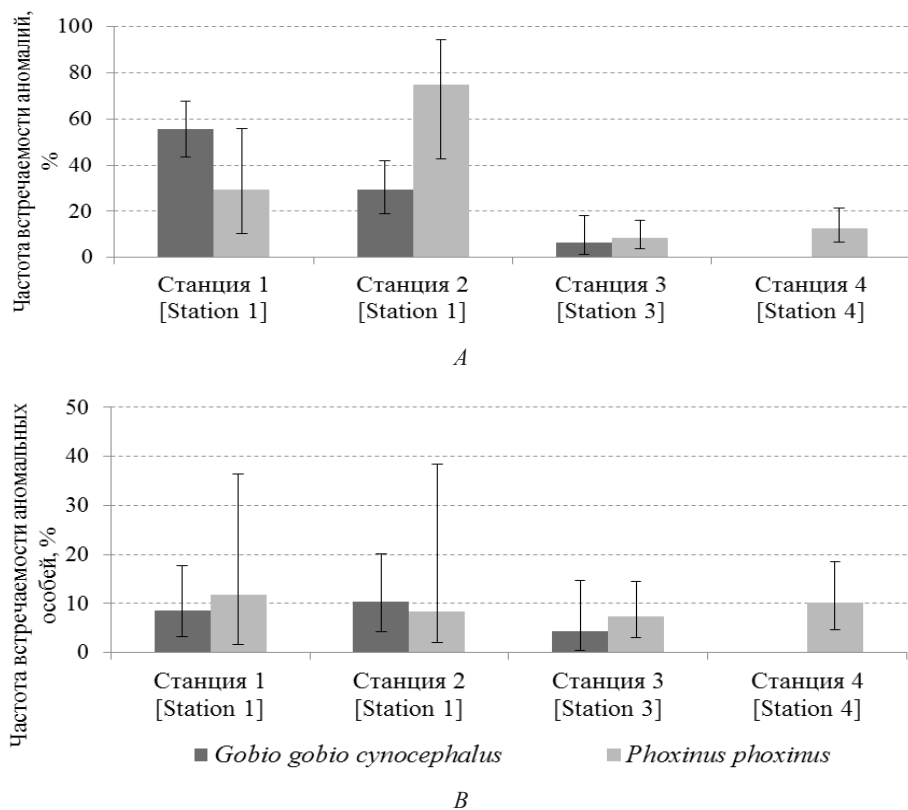 Частота встречаемости аномалий,
%
100
80
60
40
20
0
Станция 1
[Station 1]
Станция 2
[Station 1]
Станция 3
[Station 3]
Станция 4
[Station 4]
А
Частота встречаемости аномальных
особей, %
50
40
30
20
10
0
Станция 1
[Station 1]
Станция 2
[Station 1]
Станция 3
[Station 3]
Станция 4
[Station 4]
Gobio gobio cynocephalus
Phoxinus phoxinus
В